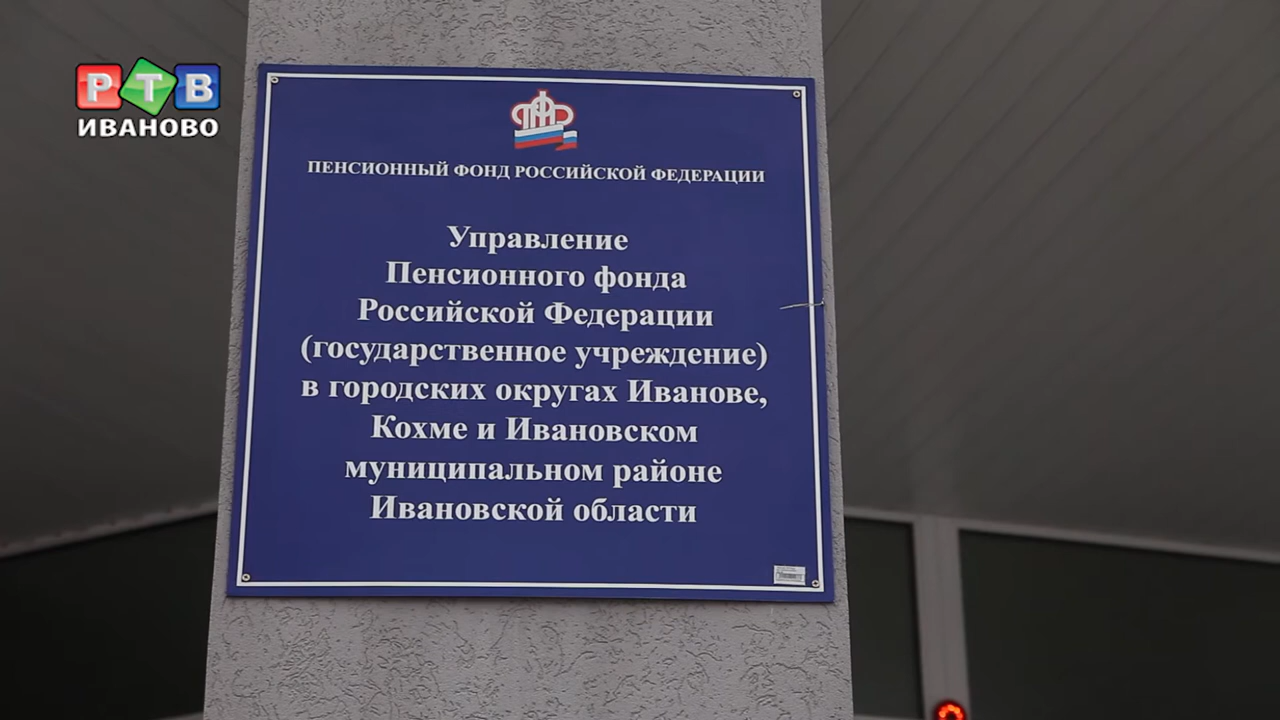 РТВ
ИВАНОВО
ПЕНСИОННЫЙ ФОНД РОССИЙСКОЙ ФЕДЕРАЦИИ
Управление
Пенсионного фонда
Российской Федерации
(государственное учреждение)
в городских округах Иванове,
Кохме и Ивановском
муниципальном районе
Ивановской области